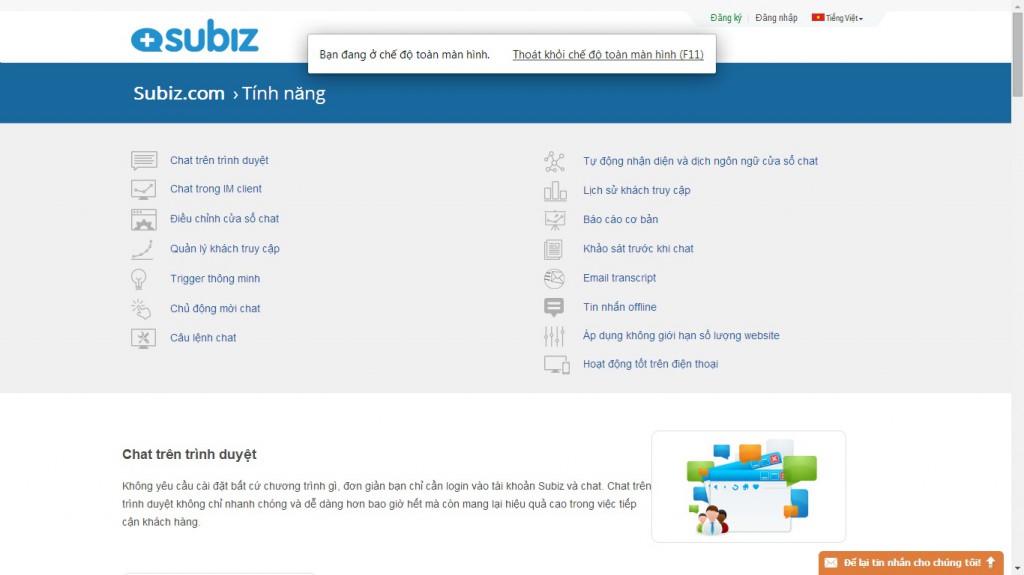 Đăng ký
Đăng nhập
Tiếng Việt
subiz
Bạn đang ở chế độ toàn màn hình. Thoát khỏi chế độ toàn màn hình (F11)
Subiz.com › Tính năng
Chat trên trình duyệt
Chat trong IM client
Điều chỉnh cửa sổ chat
Quản lý khách truy cập
Trigger thông minh
Chủ động mời chat
Câu lệnh chat
Tự động nhận diện và dịch ngôn ngữ cửa sổ chat
Lịch sử khách truy cập
Báo cáo cơ bản
Khảo sát trước khi chat
Email transcript
Tin nhắn offline
Áp dụng không giới hạn số lượng website
Hoạt động tốt trên điện thoại
Chat trên trình duyệt
Không yêu cầu cài đặt bất cứ chương trình gì, đơn giản bạn chỉ cần login vào tài khoản Subiz và chat. Chat trên
trình duyệt không chỉ nhanh chóng và dễ dàng hơn bao giờ hết mà còn mang lại hiệu quả cao trong việc tiếp
cận khách hàng.
Để lại tin nhắn cho chúng tôi!